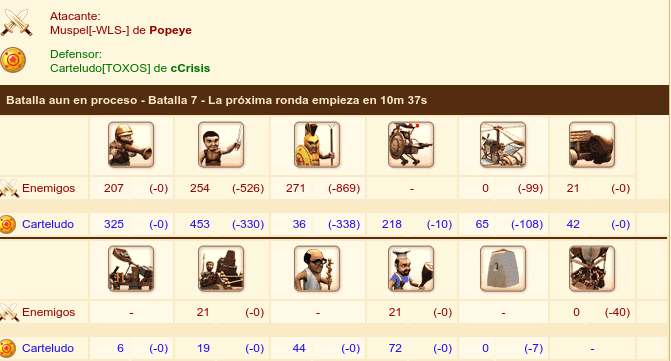 Atacante:
Muspel[-WLS-] de Popeye
Defensor:
Carteludo[TOXOS] de cCrisis
Batalla aun en proceso - Batalla 7 - La próxima ronda empieza en 10m 37s
Enemigos 207 (-0) 254 (-526) 271 (-869) - 0 (-99) 21 (-0)
Carteludo 325 (-0) 453 (-330) 36 (-338) 218 (-10) 65 (-108) 42 (-0)
Enemigos - 21 (-0) - 21 (-0) - 0 (-40)
Carteludo 6 (-0) 19 (-0) 44 (-0) 72 (-0) 0 (-7) -